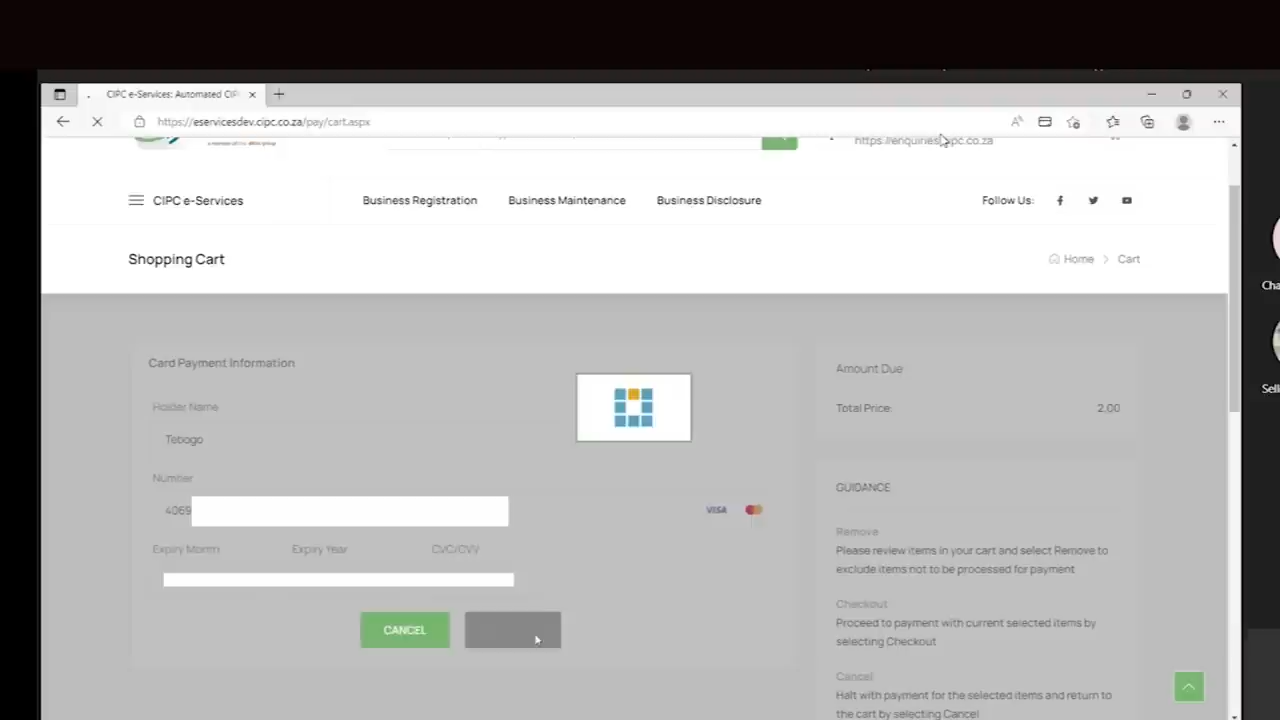 CIPC e-Services: Automated CIP
https://eservicesdev.cipc.co.za/pay/cart.aspx
CIPC e-Services
Business Registration
Business Maintenance
Business Disclosure
Follow Us:
Shopping Cart
Home
Cart
Card Payment Information
Holder Name
Tebogo
Number
4069
VISA
Expiry Month
Expiry Year
CVC/CVV
CANCEL
Amount Due
Total Price:
2,00
GUIDANCE
Remove
Please review items in your cart and select Remove to
exclude items not to be processed for payment
Checkout
Proceed to payment with current selected items by
selecting Checkout
Cancel
Halt with payment for the selected items and return to
the cart by selecting Cancel
Cha
Sell